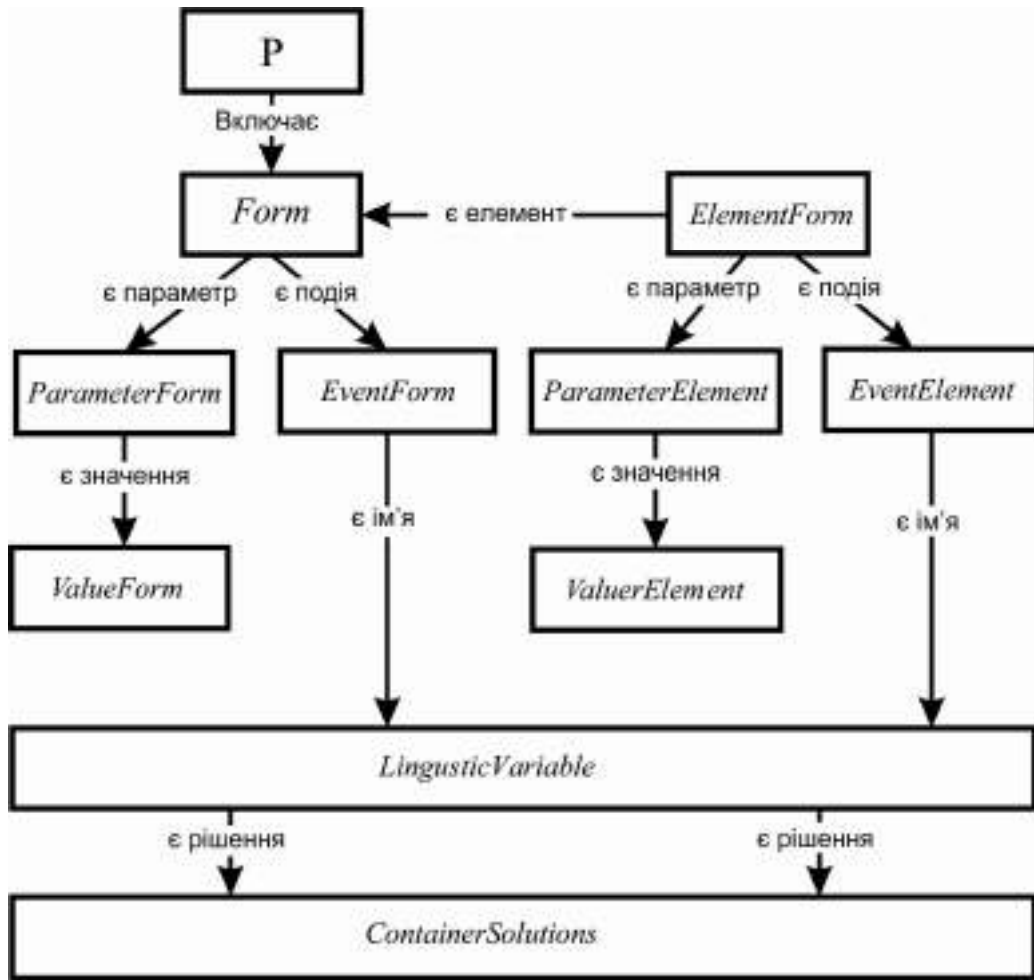 P
Включає
Form
є елемент
ElementForm
є параметр
є подія
є параметр
є подія
ParameterForm
EventForm
ParameterElement
EventElement
є значення
є значення
є ім'я
є ім'я
ValueForm
ValuerElement
LingusticVariable
є рішення
є рішення
ContainerSolutions